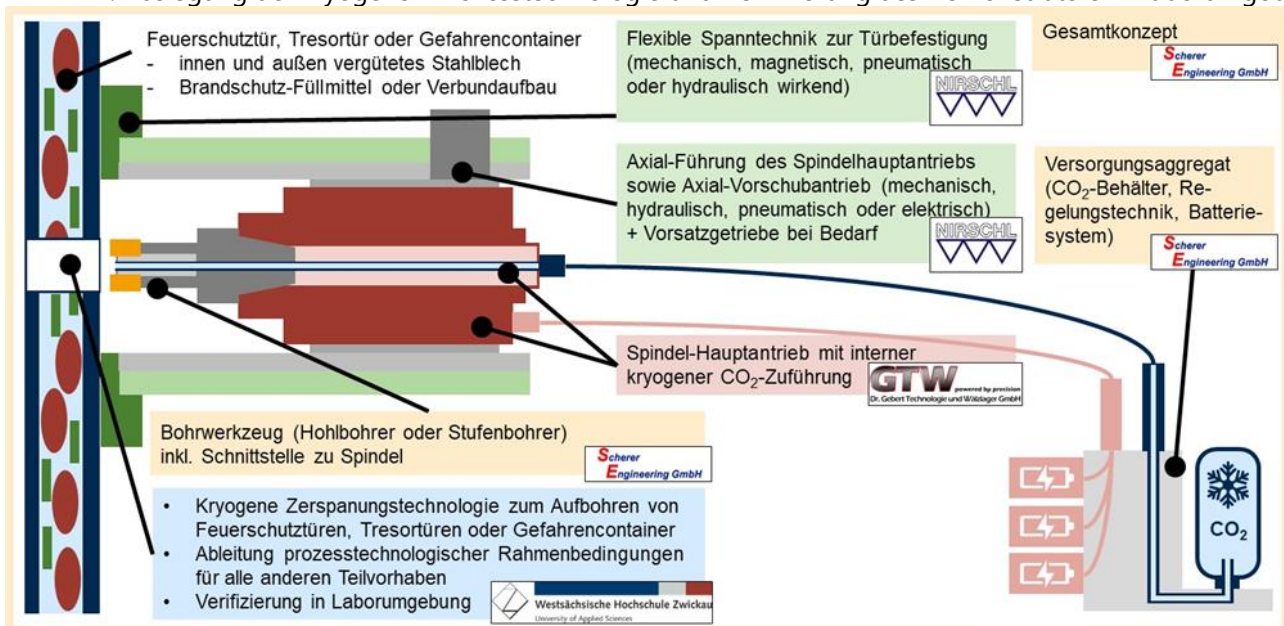 Feuerschutztür, Tresortür oder Gefahrencontainer
- innen und außen vergütetes Stahlblech
- Brandschutz-Füllmittel oder Verbundaufbau
Flexible Spanntechnik zur Türbefestigung
(mechanisch, magnetisch, pneumatisch
oder hydraulisch wirkend)
NIRSCHL
Gesamtkonzept
Scherer
Engineering GmbH
Axial-Führung des Spindelhauptantriebs
sowie Axial-Vorschubantrieb (mechanisch,
hydraulisch, pneumatisch oder elektrisch)
+ Vorsatzgetriebe bei Bedarf
NIRSCHL
Versorgungsaggregat
(CO₂-Behälter, Re-
gelungstechnik, Batterie-
system)
Scherer
Engineering GmbH
Spindel-Hauptantrieb mit interner
kryogener CO₂-Zuführung
GTW powered by precision
Dr. Gebert Technologie und Wälzlager GmbH
Bohrwerkzeug (Hohlbohrer oder Stufenbohrer)
inkl. Schnittstelle zu Spindel
Scherer
Engineering GmbH
• Kryogene Zerspanungstechnologie zum Aufbohren von
Feuerschutztüren, Tresortüren oder Gefahrencontainer
• Ableitung prozesstechnologischer Rahmenbedingungen
für alle anderen Teilvorhaben
• Verifizierung in Laborumgebung
Westsächsische Hochschule Zwickau
University of Applied Sciences
CO₂